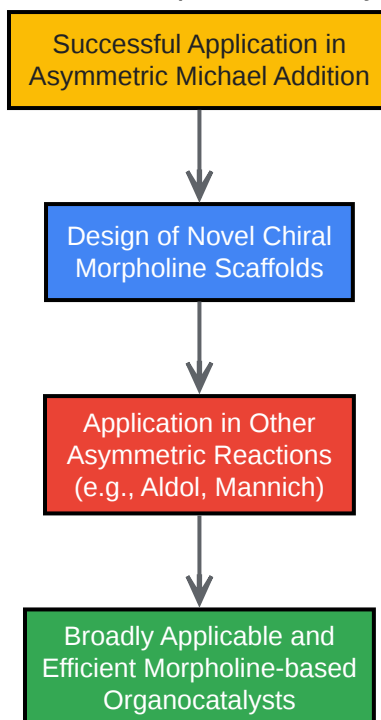 Successful Application in
Asymmetric Michael Addition
Design of Novel Chiral
Morpholine Scaffolds
Application in Other
Asymmetric Reactions
(e.g., Aldol, Mannich)
Broadly Applicable and
Efficient Morpholine-based
Organocatalysts